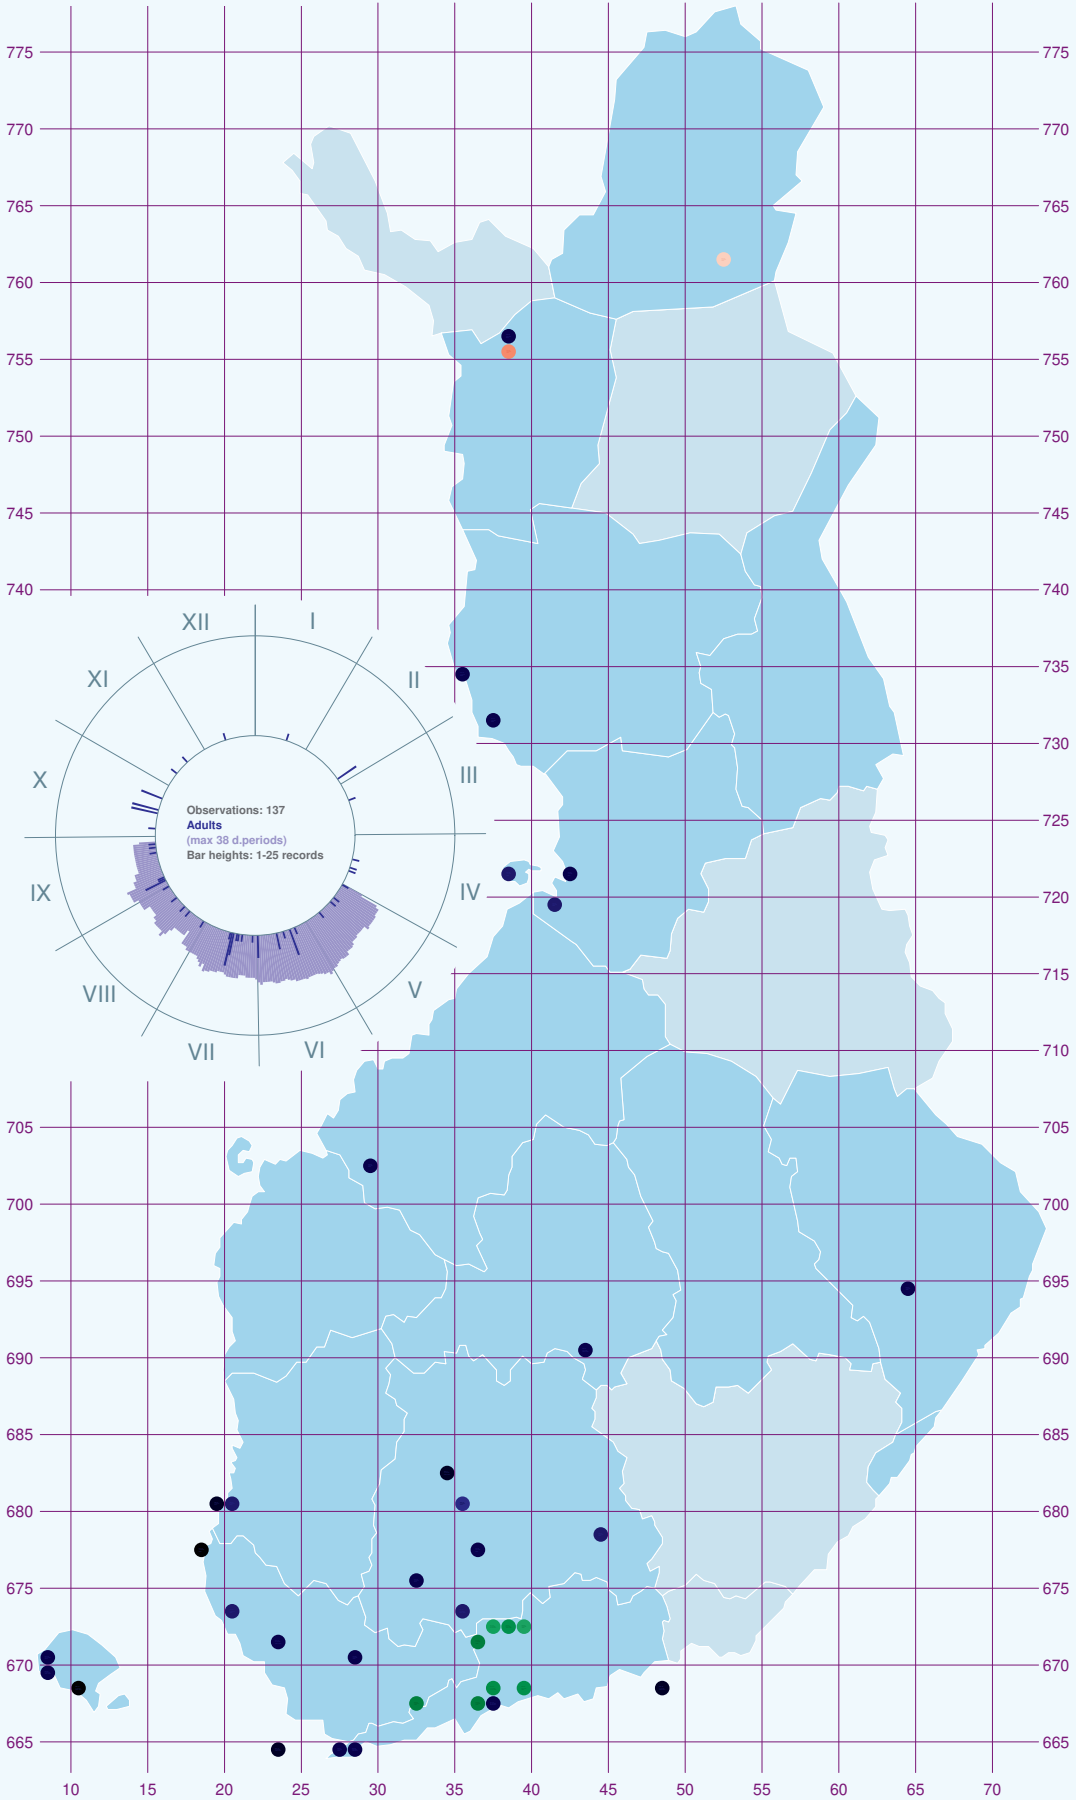 775 775
770 770
765 765
760 760
755 755
750 750
745 745
740 740
XII I
XI II
735
730
X III
Observations: 137
Adults
(max 38 d.periods)
Bar heights: 1-25 records
725
IX IV
720
715
VIII V
VII VI
710
705 705
700 700
695 695
690 690
685 685
680 680
675 675
670 670
665 665
10 15 20 25 30 35 40 45 50 55 60 65 70